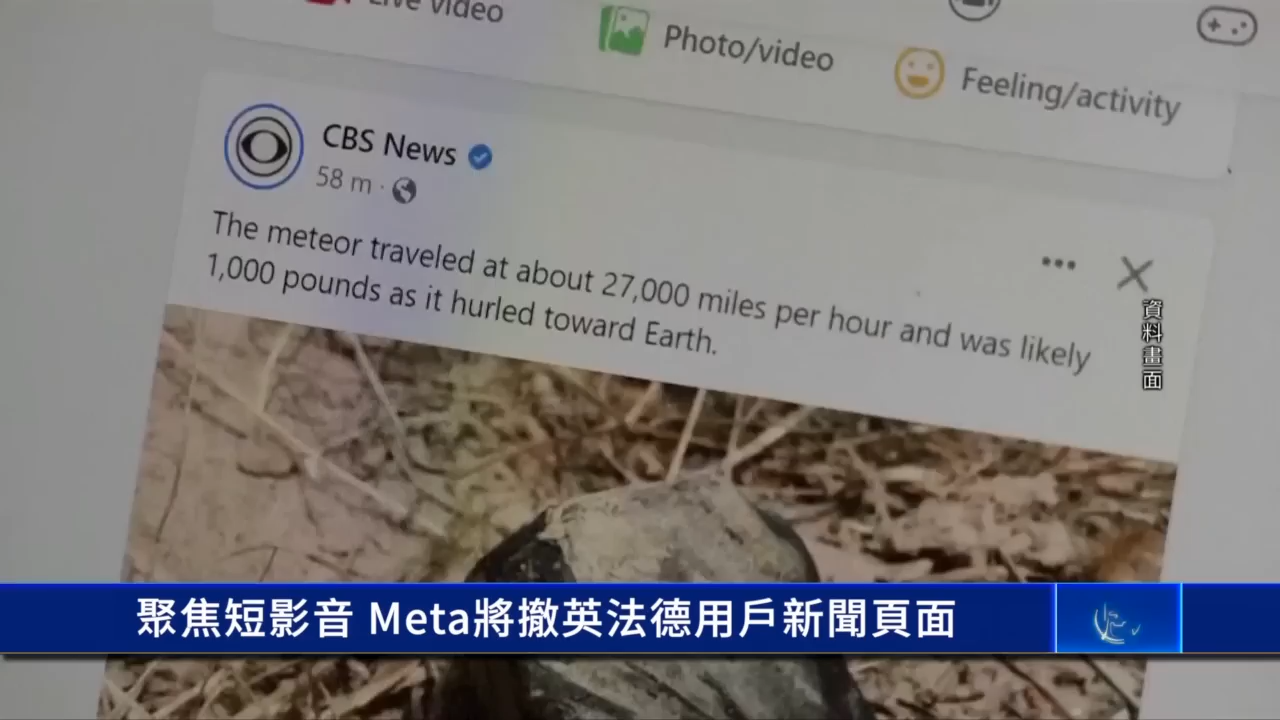 Live video
Photo/video
Feeling/activity
CBS News
58 m ·
The meteor traveled at about 27,000 miles per hour and was likely
1,000 pounds as it hurled toward Earth.
資料畫面
聚焦短影音 Meta將撤英法德用戶新聞頁面